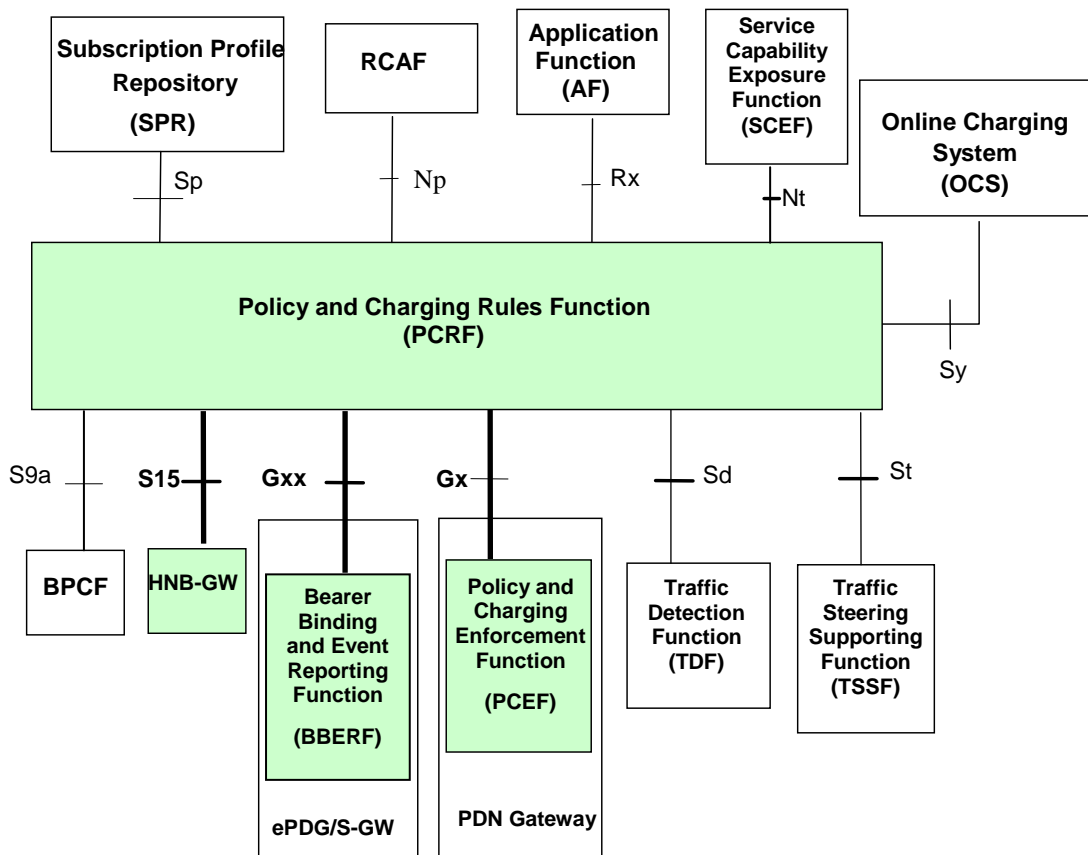 Subscription Profile
Repository
(SPR)
RCAF
Application
Function
(AF)
Service
Capability
Exposure
Function
(SCEF)
Online Charging
System
(OCS)
Sp
Np
Rx
Nt
Policy and Charging Rules Function
(PCRF)
Sy
S9a
S15
Gxx
Gx
Sd
St
BPCF
HNB-GW
Bearer
Binding
and Event
Reporting
Function
(BBERF)
ePDG/S-GW
Policy and
Charging
Enforcement
Function
(PCEF)
PDN Gateway
Traffic
Detection
Function
(TDF)
Traffic
Steering
Supporting
Function
(TSSF)